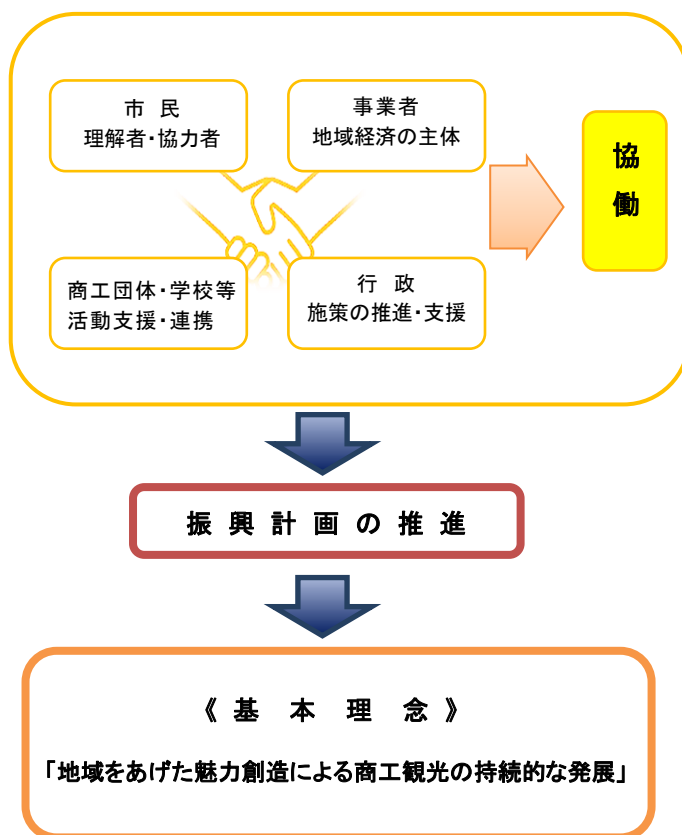 市 民
理解者・協力者
事業者
地域経済の主体
協
働
商工団体・学校等
活動支援・連携
行 政
施策の推進・支援
振 興 計 画 の 推 進
《 基 本 理 念 》
「地域をあげた魅力創造による商工観光の持続的な発展」